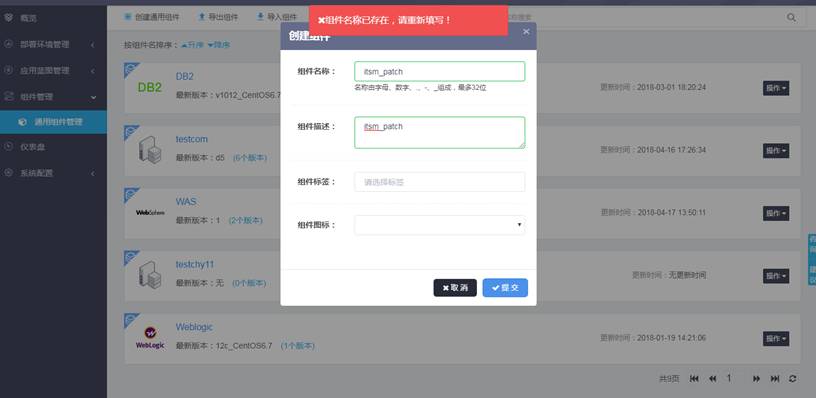 概览
部署环境管理
应用蓝图管理
组件管理
通用组件管理
仪表盘
系统配置
创建通用组件 导出组件 导入组件
按组件名排序： 升序 降序
DB2
DB2
最新版本：v1012_CentOS6.7
更新时间：2018-03-01 18:20:24
操作
testcom
最新版本：d5 (6个版本)
更新时间：2018-04-16 17:26:34
操作
WebSphere
WAS
最新版本：1 (2个版本)
更新时间：2018-04-17 13:50:11
操作
testchy11
最新版本：无 (0个版本)
更新时间：无更新时间
操作
WebLogic
Weblogic
最新版本：12c_CentOS6.7 (1个版本)
更新时间：2018-01-19 14:21:06
操作
共9页 1
组件名称已存在，请重新填写！
创建组件
组件名称： itsm_patch
名称由字母、数字、.、-、_组成，最多32位
组件描述： itsm_patch
组件标签： 请选择标签
组件图标：
取消 提交